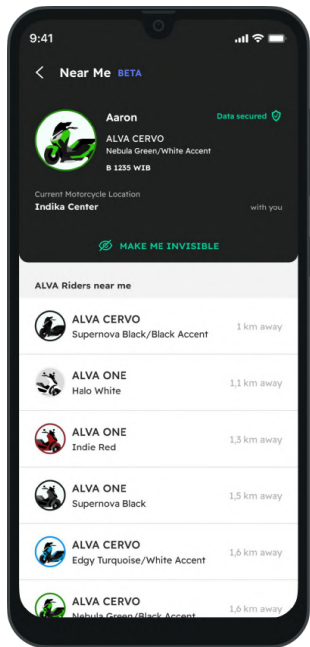 9:41
Near Me BETA
Aaron
Data secured
ALVA CERVO
Nebula Green/White Accent
B 1235 WIB
Current Motorcycle Location
Indika Center
with you
MAKE ME INVISIBLE
ALVA Riders near me
ALVA CERVO
Supernova Black/Black Accent
1 km away
ALVA ONE
Halo White
1,1 km away
ALVA ONE
Indie Red
1,3 km away
ALVA ONE
Supernova Black
1,5 km away
ALVA CERVO
Edgy Turquoise/White Accent
1,6 km away
ALVA CERVO
Nebula Green/Black Accent
1,6 km away